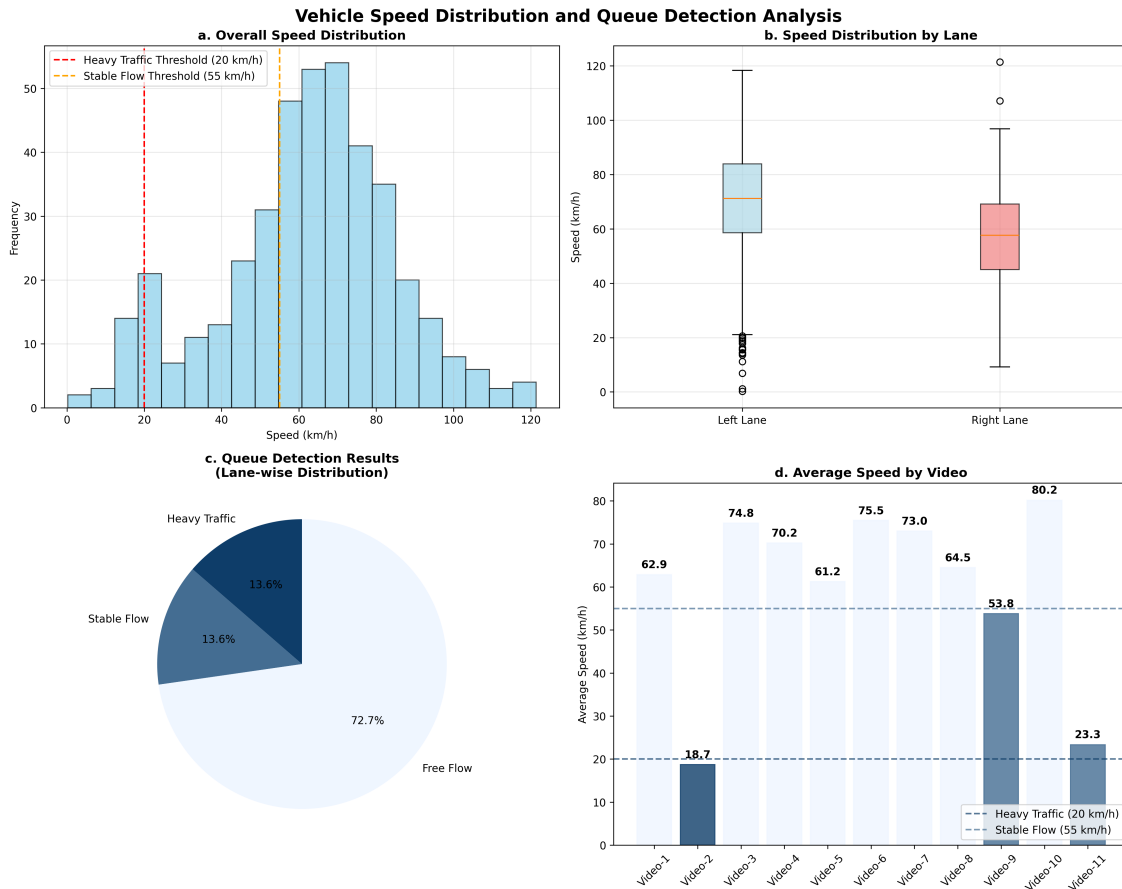 Vehicle Speed Distribution and Queue Detection Analysis
a. Overall Speed Distribution
Heavy Traffic Threshold (20 km/h)
Stable Flow Threshold (55 km/h)
Frequency
50
40
30
20
10
0
0 20 40 60 80 100 120
Speed (km/h)
b. Speed Distribution by Lane
Speed (km/h)
120
100
80
60
40
20
0
Left Lane Right Lane
c. Queue Detection Results
(Lane-wise Distribution)
Heavy Traffic
13.6%
Stable Flow
13.6%
72.7%
Free Flow
d. Average Speed by Video
Average Speed (km/h)
80
70
60
50
40
30
20
10
0
62.9
18.7
74.8
70.2
61.2
75.5
73.0
64.5
53.8
80.2
23.3
Heavy Traffic (20 km/h)
Stable Flow (55 km/h)
Video-1
Video-2
Video-3
Video-4
Video-5
Video-6
Video-7
Video-8
Video-9
Video-10
Video-11